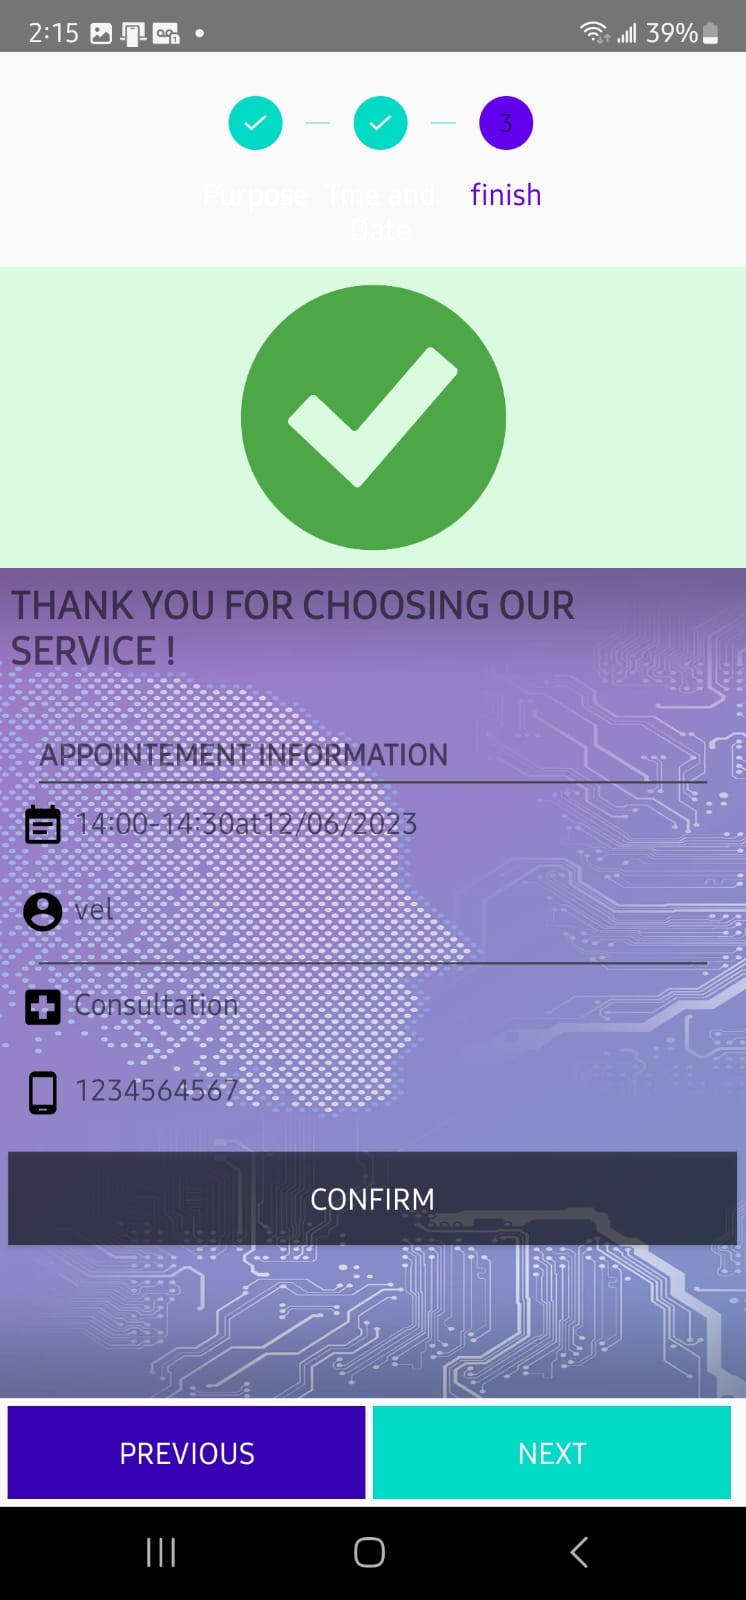 2:15
39%
3
Purpose
Tme and
Date
finish
THANK YOU FOR CHOOSING OUR
SERVICE !
APPOINTEMENT INFORMATION
14:00-14:30at12/06/2023
vel
Consultation
1234564567
CONFIRM
PREVIOUS
NEXT